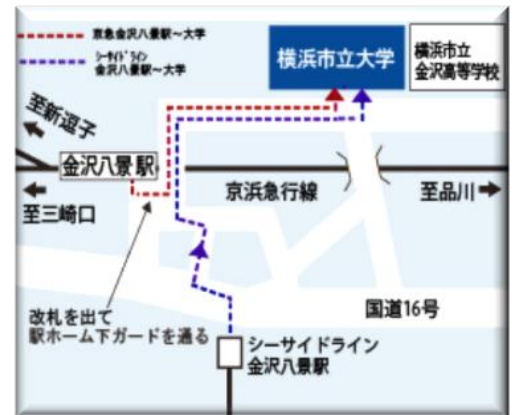 京急金沢八景駅〜大学
シーサイドライン
金沢八景駅〜大学
横浜市立大学
横浜市立
金沢高等学校
至新逗子
金沢八景駅
至三崎口
京浜急行線
至品川
改札を出て
駅ホーム下ガードを通る
国道16号
シーサイドライン
金沢八景駅